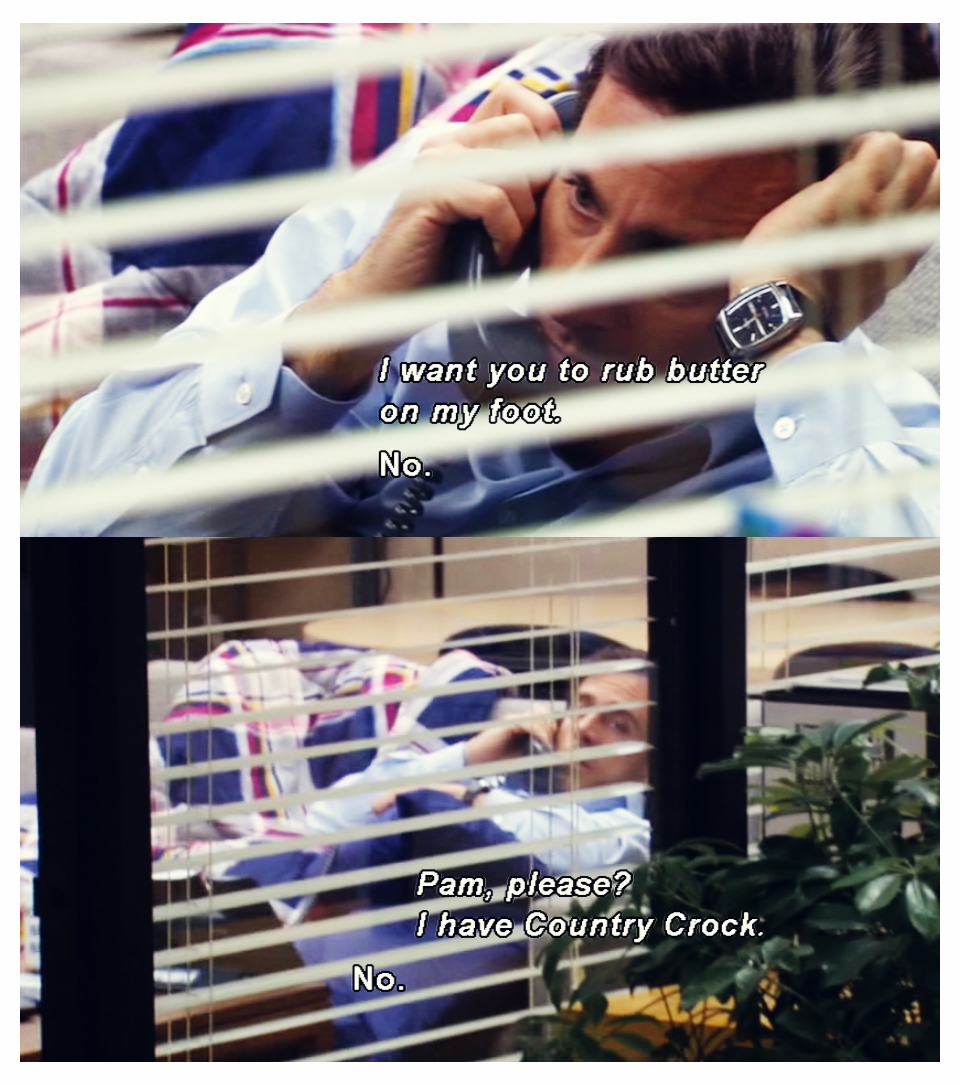 I want you to rub butter
on my foot.
No.
Pam, please?
I have Country Crock.
No.